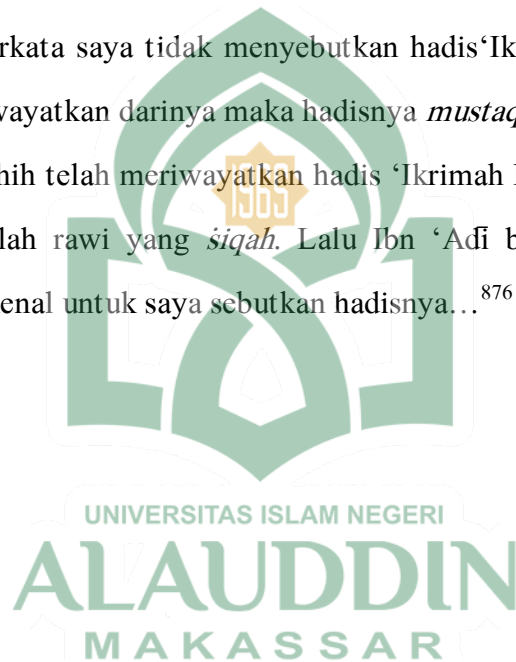 rkata saya tidak menyebutkan hadis‘Ik
wayatkan darinya maka hadisnya mustaq
hih telah meriwayatkan hadis ‘Ikrimah
lah rawi yang ṡiqah. Lalu Ibn ‘Adī b
enal untuk saya sebutkan hadisnya…876
1965
UNIVERSITAS ISLAM NEGERI
ALAUDDIN
MAKASSAR